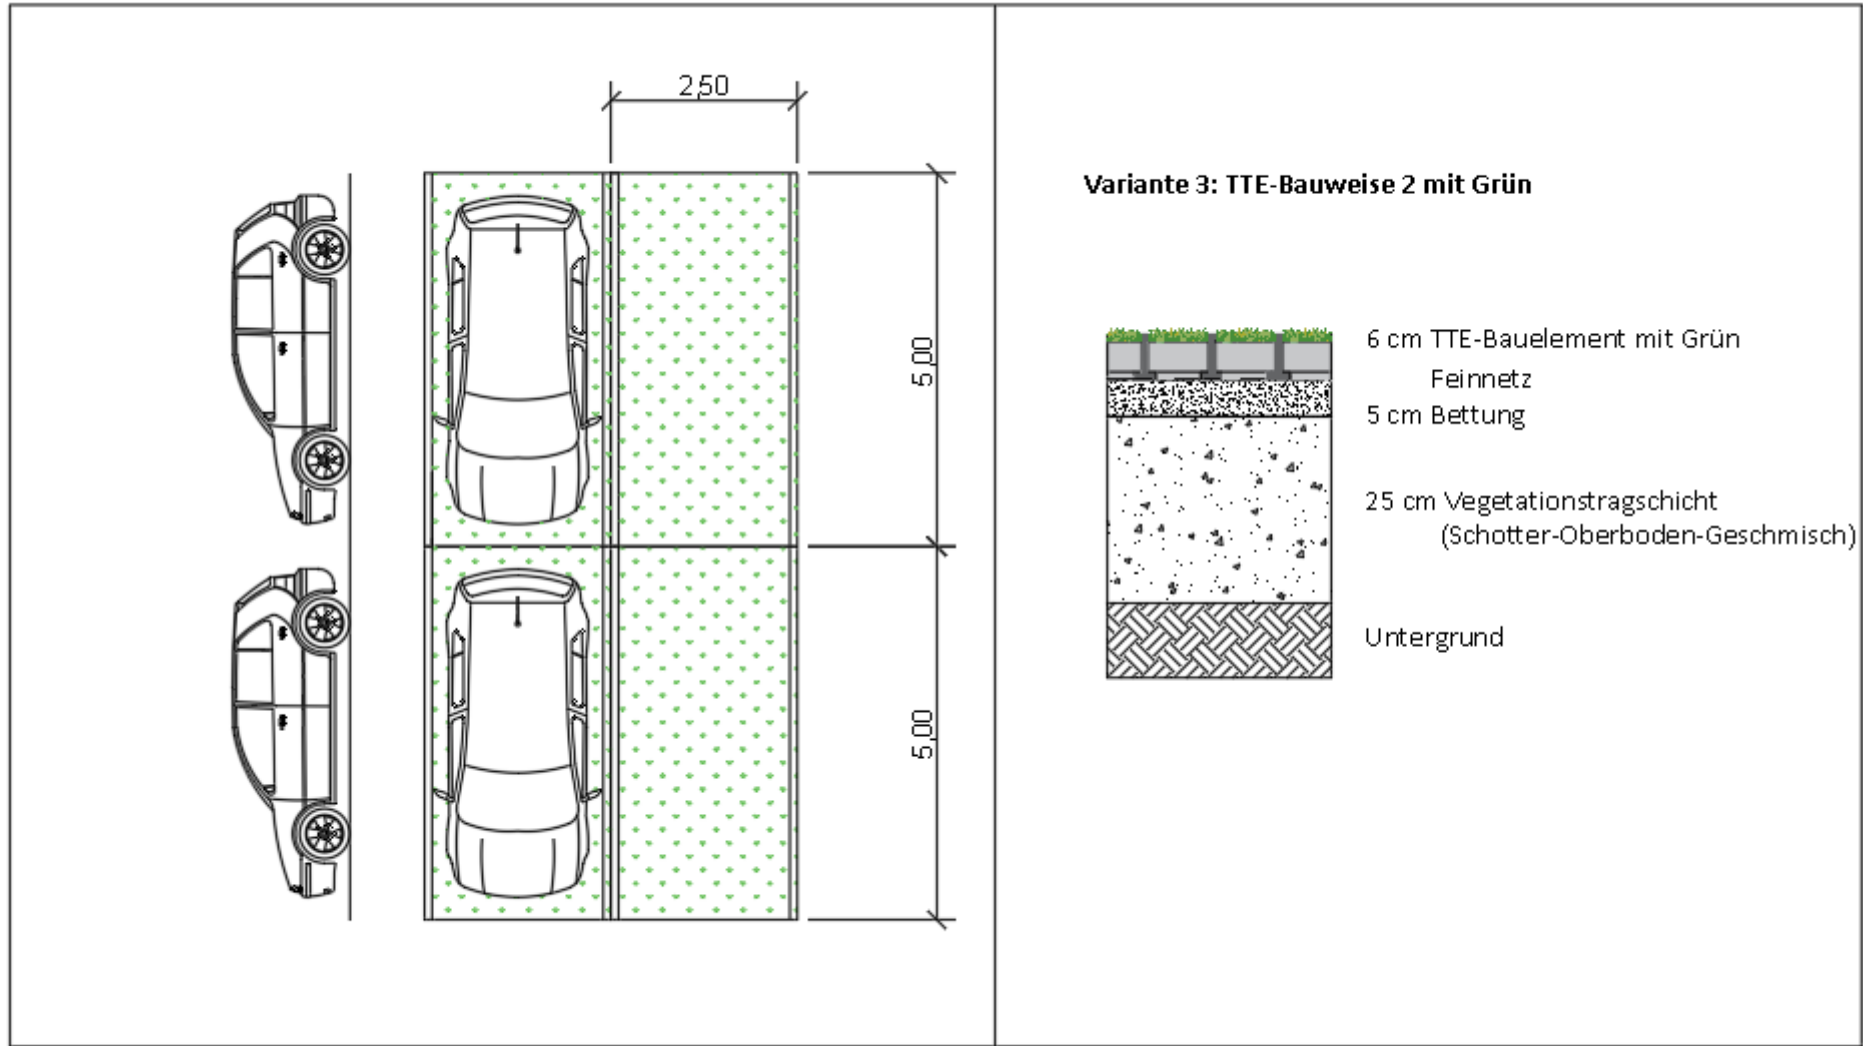 2,50
5,00
5,00
Variante 3: TTE-Bauweise 2 mit Grün
6 cm TTE-Bauelement mit Grün
Feinnetz
5 cm Bettung
25 cm Vegetationstragschicht
(Schotter-Oberboden-Geschmisch)
Untergrund